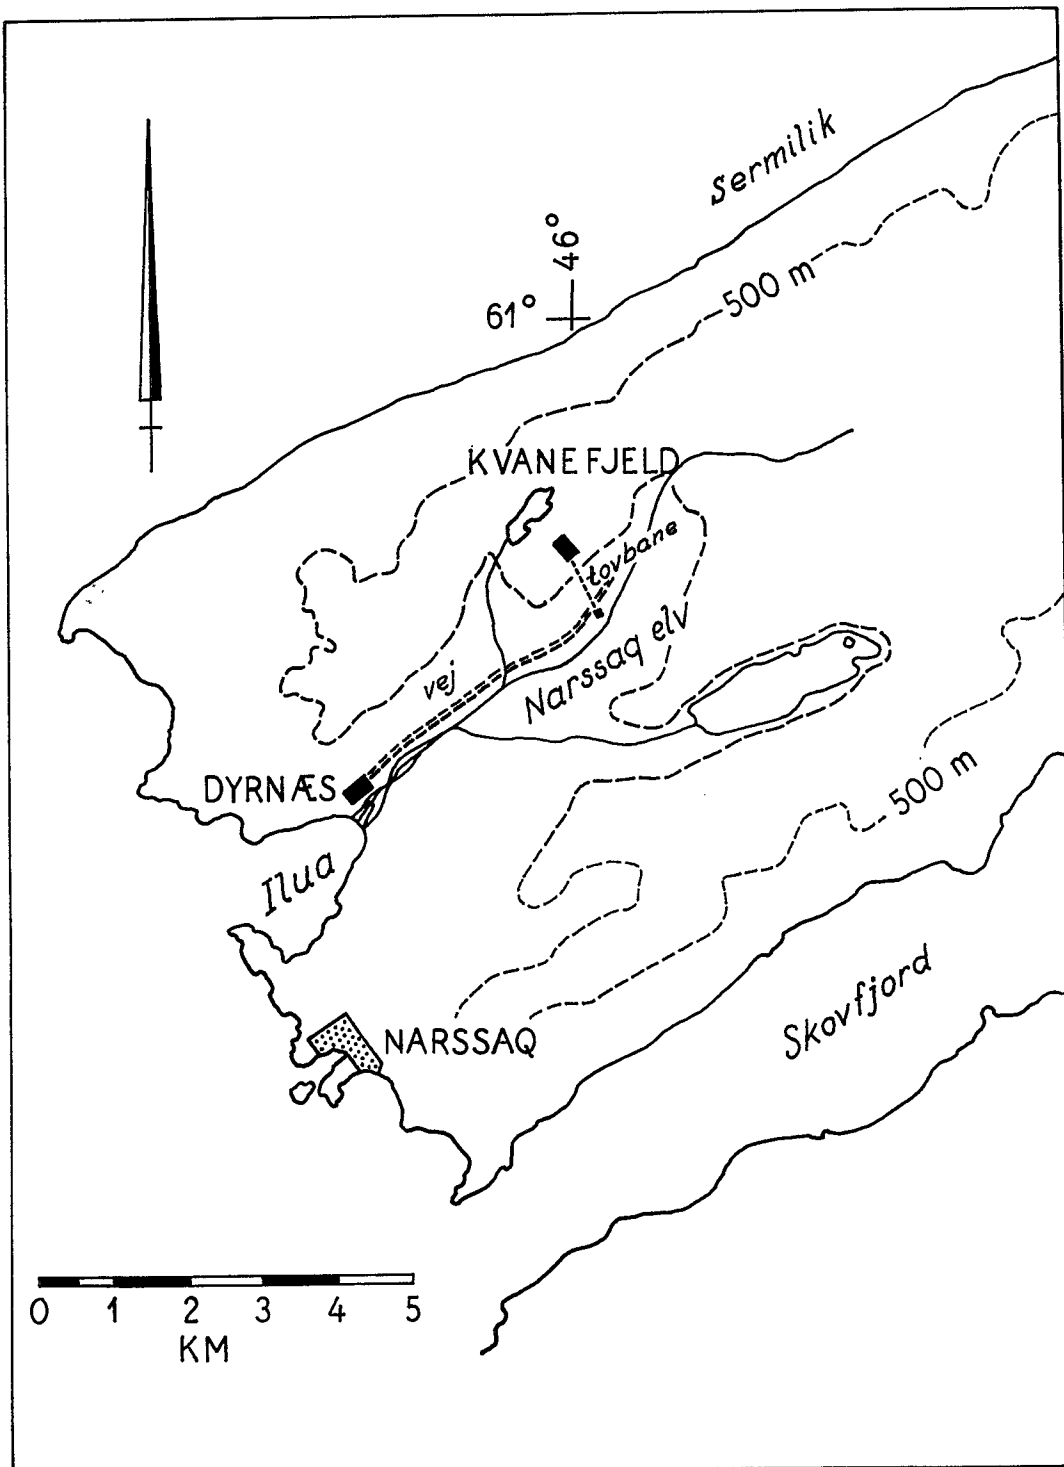 Sermilik
46°
61°
500 m
KVANEFJELD
tovbane
Narssaq elv
vej
DYRNÆS
500 m
Ilua
Skovfjord
NARSSAQ
0 1 2 3 4 5
KM